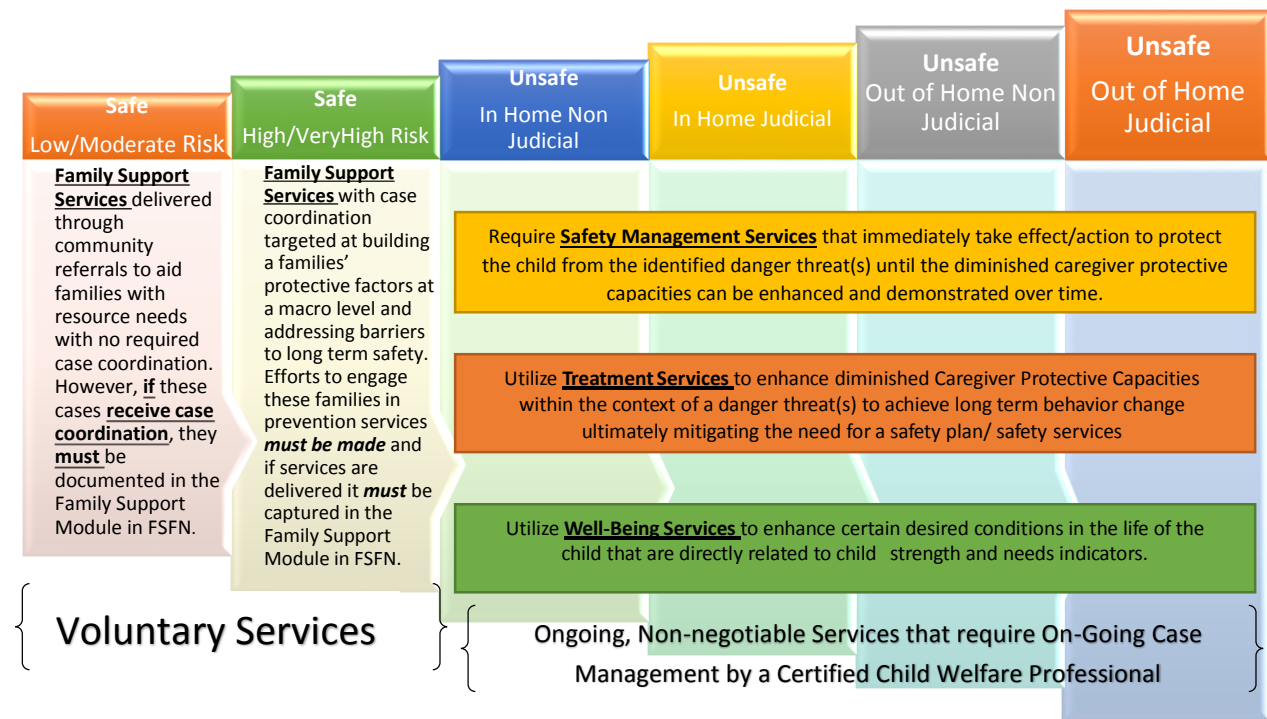 Safe
Low/Moderate Risk
Family Support
Services delivered
through
community
referrals to aid
families with
resource needs
with no required
case coordination.
However, if these
cases receive case
coordination, they
must be
documented in the
Family Support
Module in FSFN.
Safe
High/VeryHigh Risk
Family Support
Services with case
coordination
targeted at building
a families’
protective factors at
a macro level and
addressing barriers
to long term safety.
Efforts to engage
these families in
prevention services
must be made and
if services are
delivered it must be
captured in the
Family Support
Module in FSFN.
Unsafe
In Home Non
Judicial
Unsafe
In Home Judicial
Unsafe
Out of Home Non
Judicial
Unsafe
Out of Home
Judicial
Require Safety Management Services that immediately take effect/action to protect
the child from the identified danger threat(s) until the diminished caregiver protective
capacities can be enhanced and demonstrated over time.
Utilize Treatment Services to enhance diminished Caregiver Protective Capacities
within the context of a danger threat(s) to achieve long term behavior change
ultimately mitigating the need for a safety plan/ safety services
Utilize Well-Being Services to enhance certain desired conditions in the life of the
child that are directly related to child strength and needs indicators.
Voluntary Services
Ongoing, Non-negotiable Services that require On-Going Case
Management by a Certified Child Welfare Professional